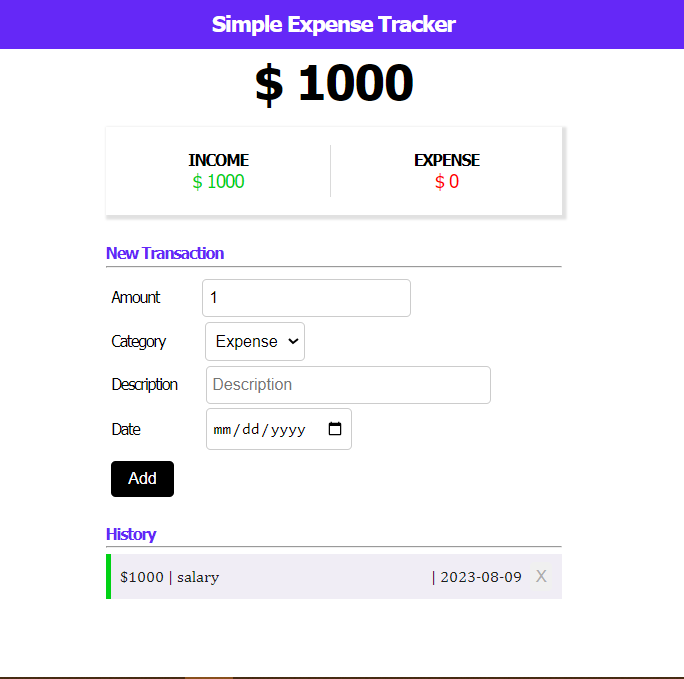 Simple Expense Tracker
$ 1000
INCOME EXPENSE
$ 1000 $ 0
New Transaction
Amount 1
Category Expense
Description Description
Date mm/dd/yyyy
Add
History
$1000 | salary | 2023-08-09 X